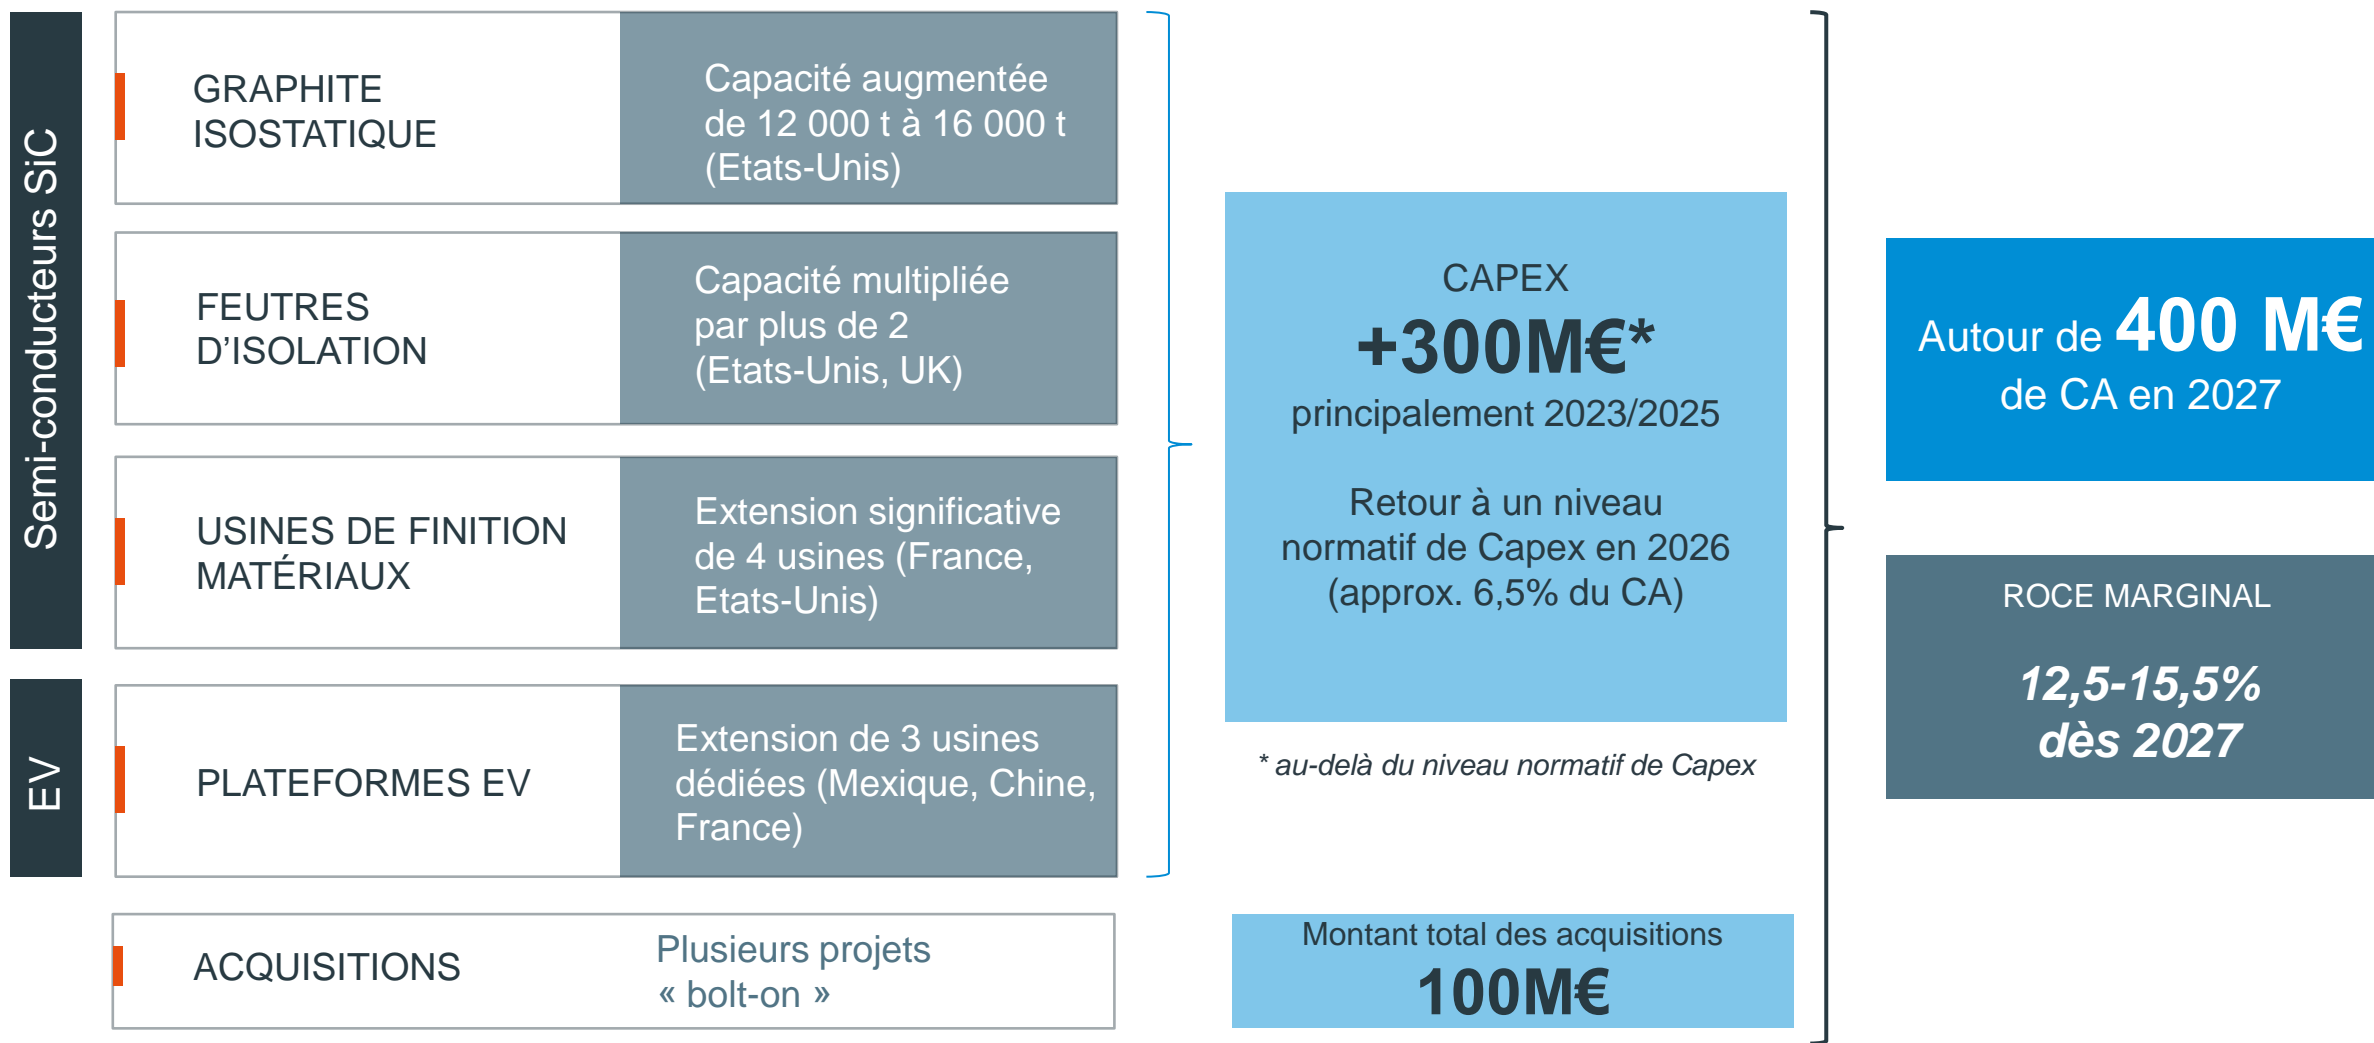 Semi-conducteurs SiC
GRAPHITE
ISOSTATIQUE
Capacité augmentée
de 12 000 t à 16 000 t
(Etats-Unis)
FEUTRES
D’ISOLATION
Capacité multipliée
par plus de 2
(Etats-Unis, UK)
USINES DE FINITION
MATÉRIAUX
Extension significative
de 4 usines (France,
Etats-Unis)
EV
PLATEFORMES EV
Extension de 3 usines
dédiées (Mexique, Chine,
France)
ACQUISITIONS
Plusieurs projets
« bolt-on »
CAPEX
+300M€*
principalement 2023/2025
Retour à un niveau
normatif de Capex en 2026
(approx. 6,5% du CA)
* au-delà du niveau normatif de Capex
Montant total des acquisitions
100M€
Autour de 400 M€
de CA en 2027
ROCE MARGINAL
12,5-15,5%
dès 2027